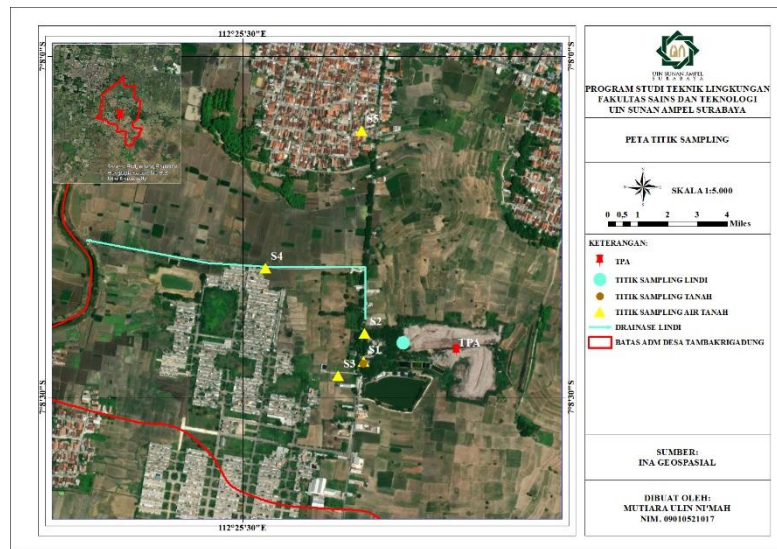 112°25'30"E
7°8'0"S
7°8'0"S
S5
S4
S2
S1
S3
TPA
7°8'30"S
7°8'30"S
112°25'30"E
UIN SUNAN AMPEL
SURABAYA
PROGRAM STUDI TEKNIK LINGKUNGAN
FAKULTAS SAINS DAN TEKNOLOGI
UIN SUNAN AMPEL SURABAYA
PETA TITIK SAMPLING
SKALA 1:5.000
0 0,5 1 2 3 4
Miles
KETERANGAN:
TPA
TITIK SAMPLING LINDI
TITIK SAMPLING TANAH
TITIK SAMPLING AIR TANAH
DRAINASE LINDI
BATAS ADM DESA TAMBAKRIGADUNG
SUMBER:
INA GEOSPASIAL
DIBUAT OLEH:
MUTIARA ULIN NI'MAH
NIM. 09010521017